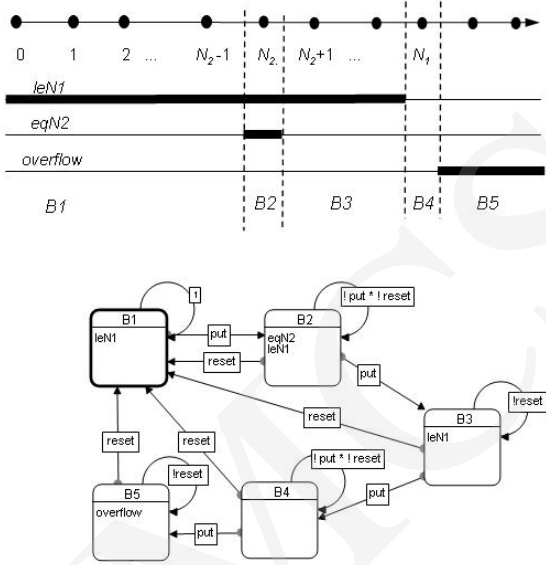 0 1 2 ... N2-1 N2. N2+1 ... N1
leN1
eqN2
overflow
B1 B2 B3 B4 B5
1
! put * ! reset
B1
leN1
put
B2
eqN2
leN1
reset
put
!reset
reset
B3
leN1
reset
reset
!reset
! put * ! reset
put
B5
overflow
B4
put
MCS